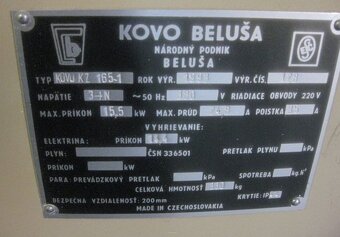 KOVO BELUŠA
NÁRODNÝ PODNIK
BELUŠA
TYP KOVO KZ 165-1 ROK VÝR. VÝR. ČÍS.
NAPÄTIE 3+N ~ 50 Hz V RIADIACE OBVODY 220 V
MAX. PRÍKON 15,5 kW MAX. PRÚD A POISTKA A
VYHRIEVANIE:
ELEKTRINA: PRÍKON kW
PLYN: ČSN 336501 PRETLAK PLYNU kPa
PRÍKON kW SPOTREBA
PARA: PREVÁDZKOVÝ PRETLAK kPa
CELKOVÁ HMOTNOSŤ kg
BEZPEČNÁ VZDIALENOSŤ 200 mm KRYTIE: IP
MADE IN CZECHOSLOVAKIA